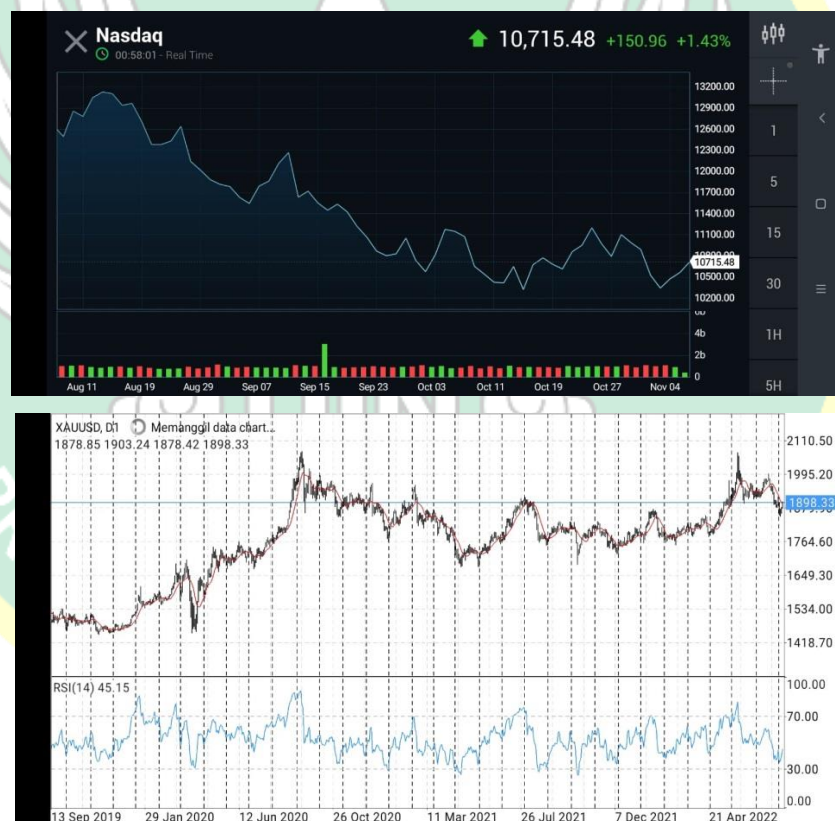 Nasdaq
00:58:01 - Real Time
10,715.48 +150.96 +1.43%
13200.00
12900.00
12600.00
12300.00
12000.00
11700.00
11400.00
11100.00
10715.48
10500.00
10200.00
4b
2b
0
Aug 11 Aug 19 Aug 29 Sep 07 Sep 15 Sep 23 Oct 03 Oct 11 Oct 19 Oct 27 Nov 04
1
5
15
30
1H
5H
XAUUSD, D1 Memanggil data chart...
1878.85 1903.24 1878.42 1898.33
2110.50
1995.20
1898.33
1764.60
1649.30
1534.00
1418.70
RSI(14) 45.15
100.00
70.00
30.00
0.00
13 Sep 2019 29 Jan 2020 12 Jun 2020 26 Oct 2020 11 Mar 2021 26 Jul 2021 7 Dec 2021 21 Apr 2022